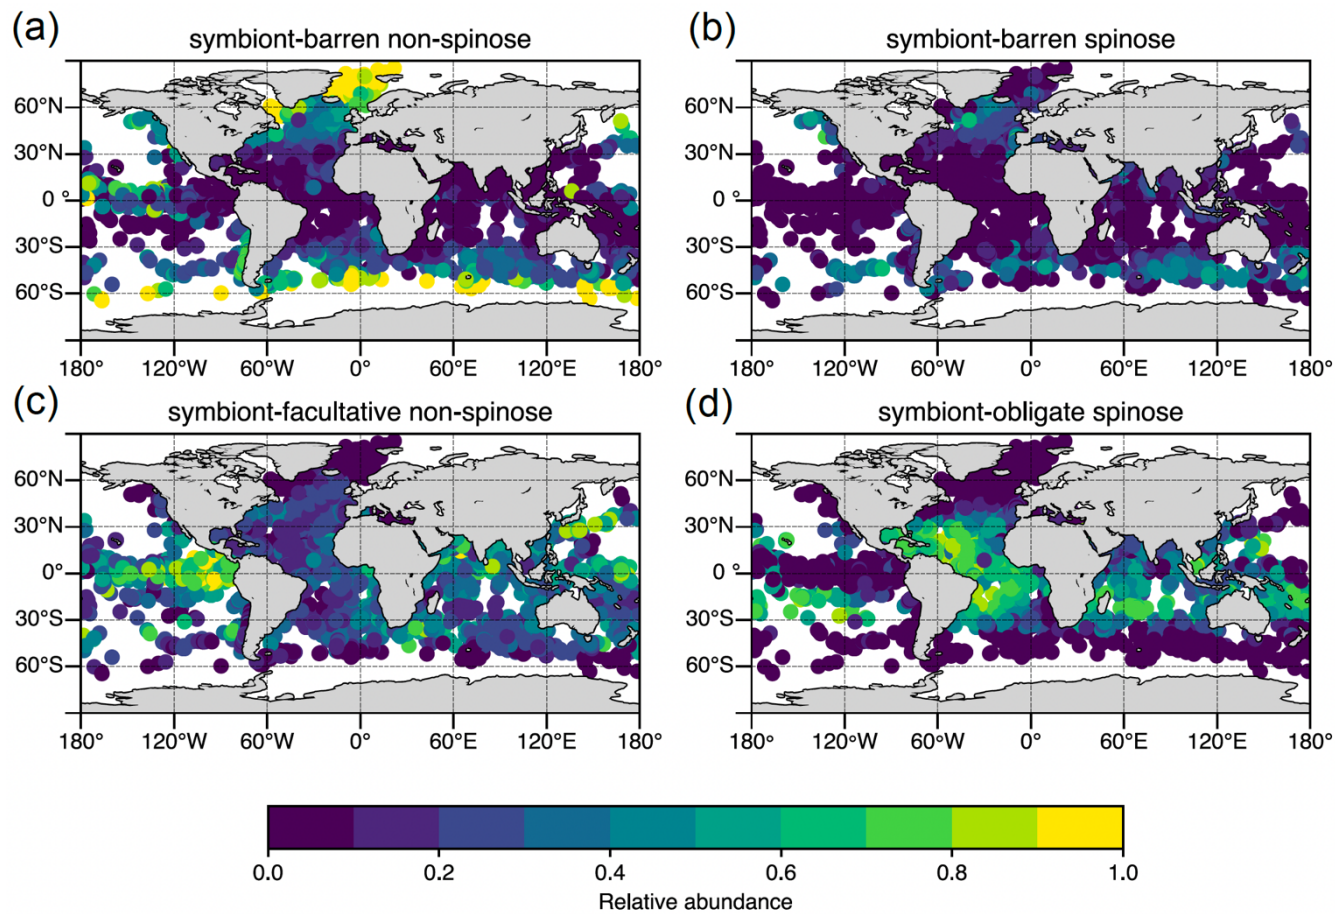 (a)
symbiont-barren non-spinose
60°N
30°N
0 °
30°S
60°S
180°
120°W
60°W
0°
60°E
120°E
180°
(b)
symbiont-barren spinose
60°N
30°N
0 °
30°S
60°S
180°
120°W
60°W
0°
60°E
120°E
180°
(c)
symbiont-facultative non-spinose
60°N
30°N
0 °
30°S
60°S
180°
120°W
60°W
0°
60°E
120°E
180°
(d)
symbiont-obligate spinose
60°N
30°N
0 °
30°S
60°S
180°
120°W
60°W
0°
60°E
120°E
180°
0.0 0.2 0.4 0.6 0.8 1.0
Relative abundance